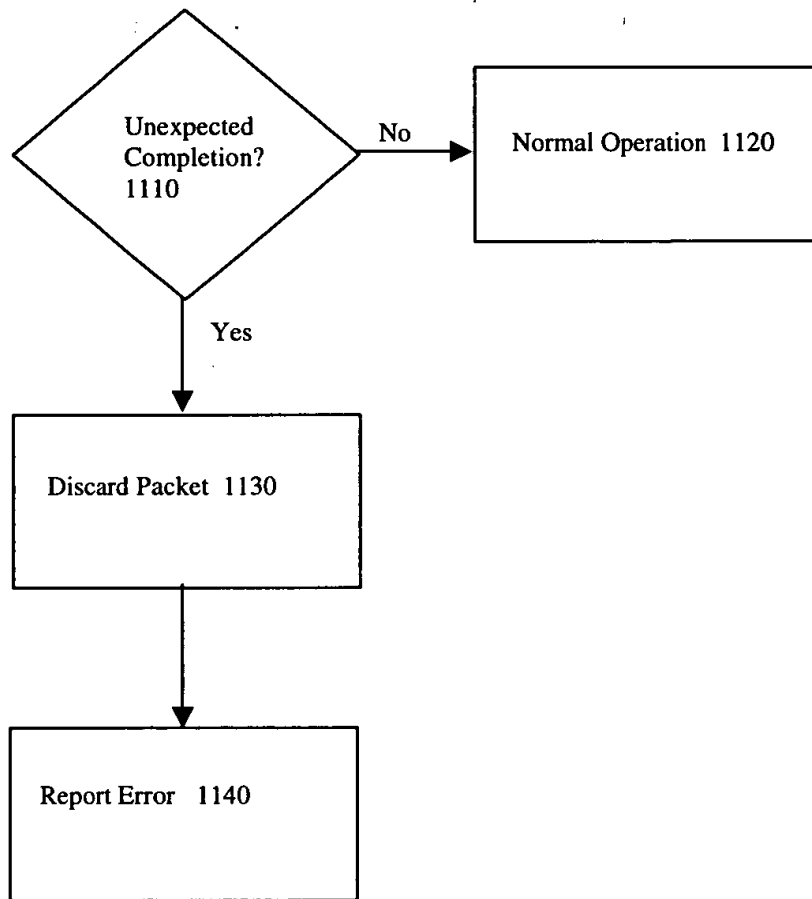 Unexpected
Completion?
1110
No
Normal Operation 1120
Yes
Discard Packet 1130
Report Error 1140